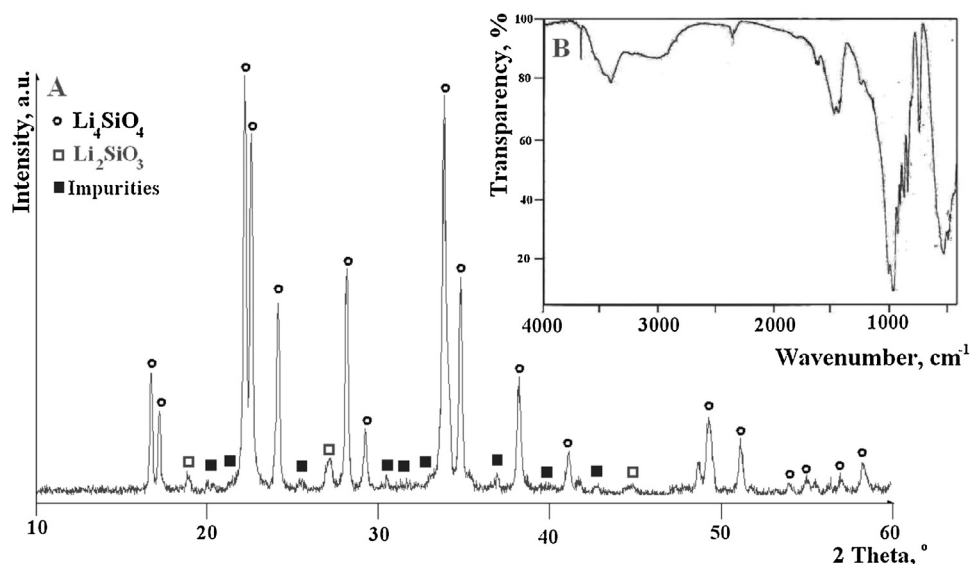 A
Intensity, a.u.
Li₄SiO₄
Li₂SiO₃
Impurities
10 20 30 40 50 60
2 Theta, °
B
Transparency, %
100
80
60
40
20
4000 3000 2000 1000
Wavenumber, cm⁻¹